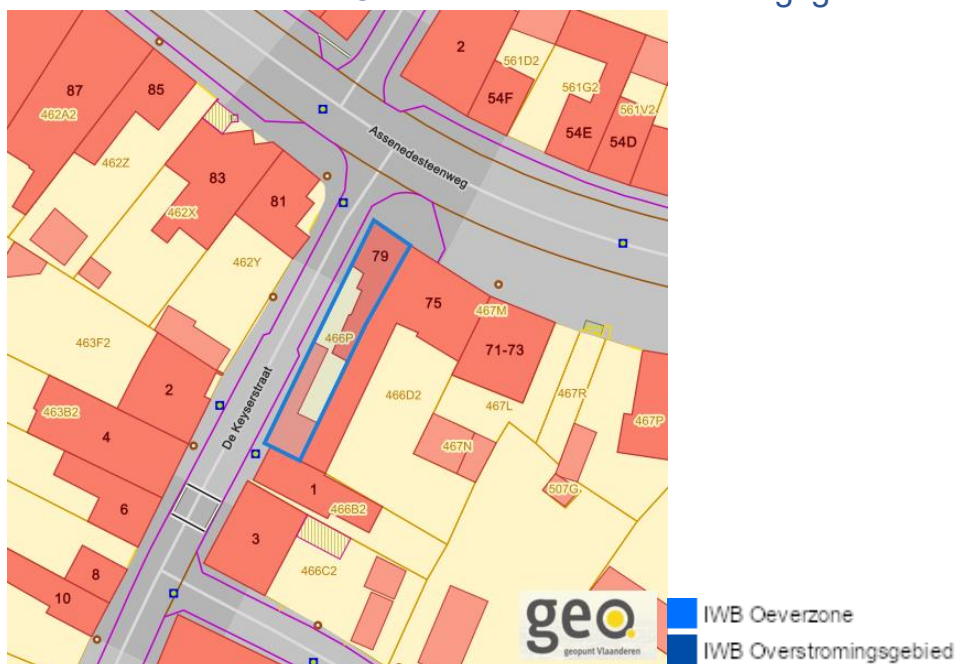 2
561D2
87
85
54F
561G2
561V2
462A2
54E
54D
Assenedesteenweg
462Z
83
81
462X
79
462Y
75
467M
466P
71-73
463F2
2
De Keyserstraat
466D2
467L
467R
467P
463B2
4
467N
1
507G
6
466B2
3
8
466C2
10
geo.
geopunt Vlaanderen
IWB Oeverzone
IWB Overstromingsgebied